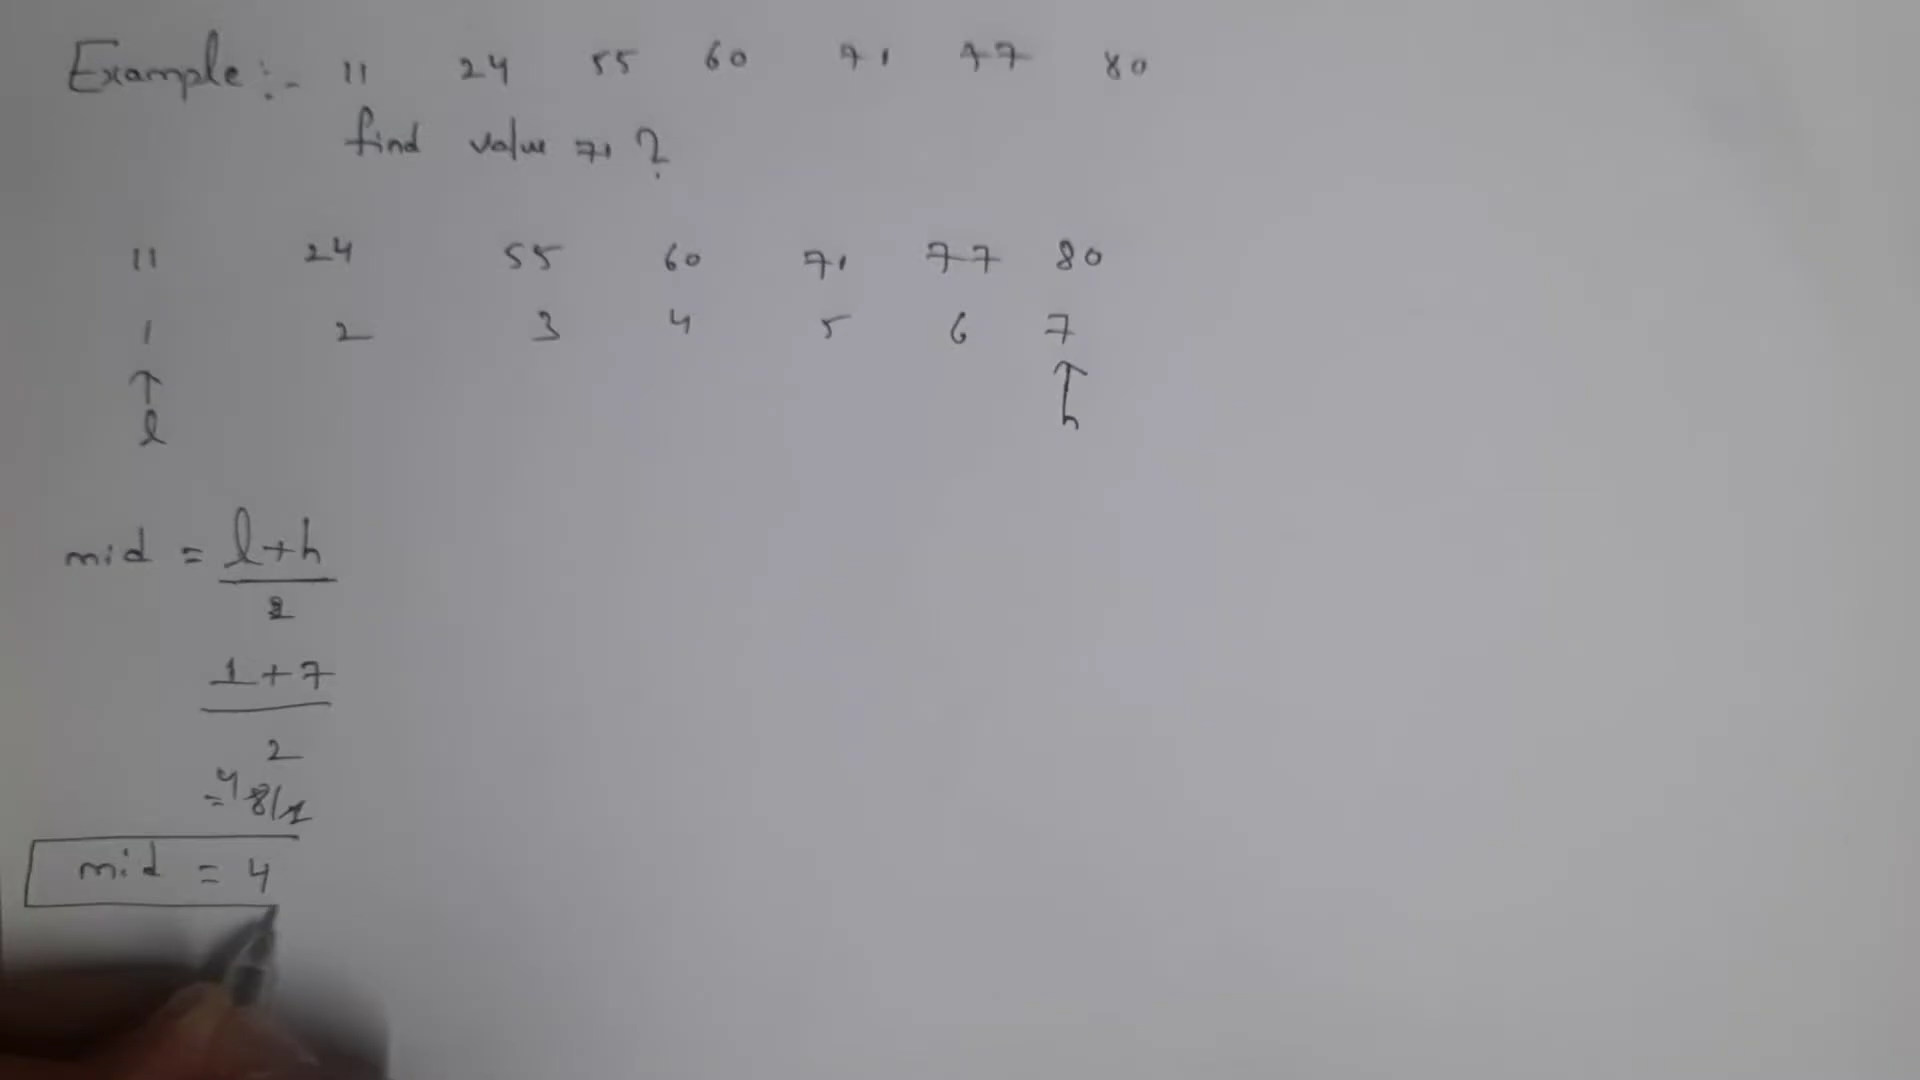 Example:- 11 24 55 60 71 77 80
find value 71 ?
11 24 55 60 71 77 80
1 2 3 4 5 6 7
↑ ↑
l h
mid = l+h
2
1+7
2
=4 8/2
mid = 4